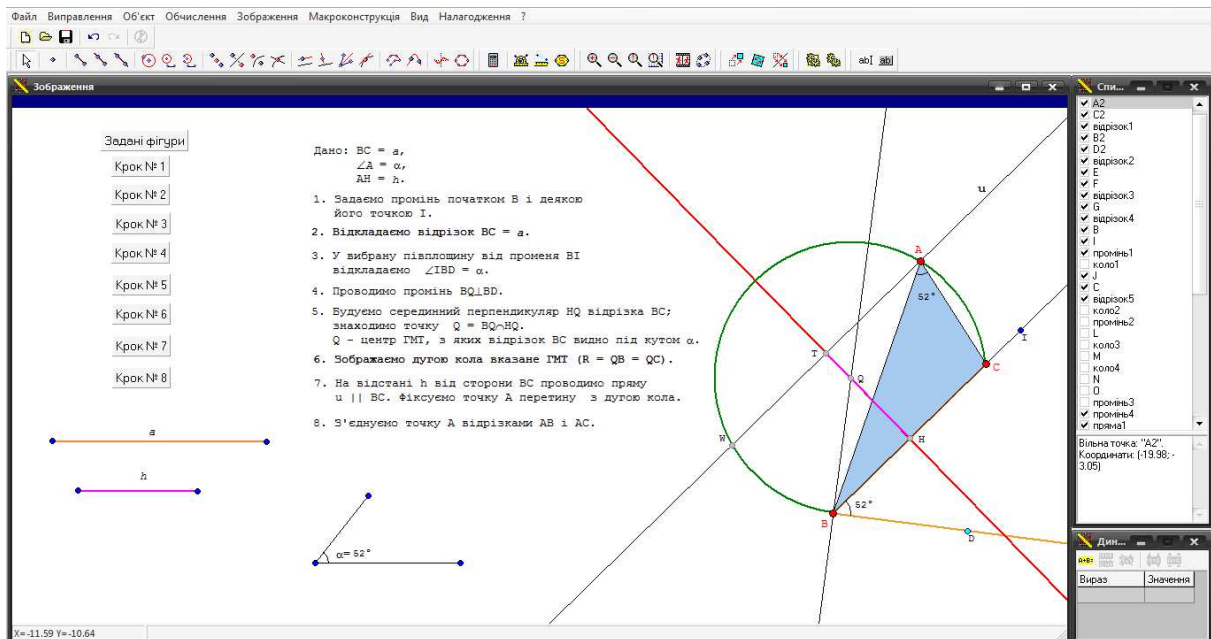 Файл Виправлення Об'єкт Обчислення Зображення Макроконструкція Вид Налагодження ?
abI abI
Зображення
Задані фігури
Крок № 1
Крок № 2
Крок № 3
Крок № 4
Крок № 5
Крок № 6
Крок № 7
Крок № 8
Дано: BC = a,
∠A = α,
AH = h.
1. Задаємо промінь початком B і деякою
його точкою I.
2. Відкладаємо відрізок BC = a.
3. У вибрану півплощину від променя BI
відкладаємо ∠IBD = α.
4. Проводимо промінь BQ⊥BD.
5. Будуємо серединний перпендикуляр HQ відрізка BC;
знаходимо точку Q = BQ∩HQ.
Q - центр ГМТ, з яких відрізок BC видно під кутом α.
6. Зображаємо дугою кола вказане ГМТ (R = QB = QC).
7. На відстані h від сторони BC проводимо пряму
u || BC. Фіксуємо точку A перетину з дугою кола.
8. З'єднуємо точку A відрізками AB і AC.
a
h
α=52°
u
A
52°
I
T
C
Q
W
H
52°
B
D
Спи...
A2
C2
відрізок1
B2
D2
відрізок2
E
F
відрізок3
G
відрізок4
B
I
промінь1
коло1
J
C
відрізок5
коло2
промінь2
L
коло3
M
коло4
N
O
промінь3
промінь4
пряма1
Вільна точка: "A2".
Координати: (-19.98; -
3.05)
Дин...
A+B=
Вираз Значення
X=-11.59 Y=-10.64